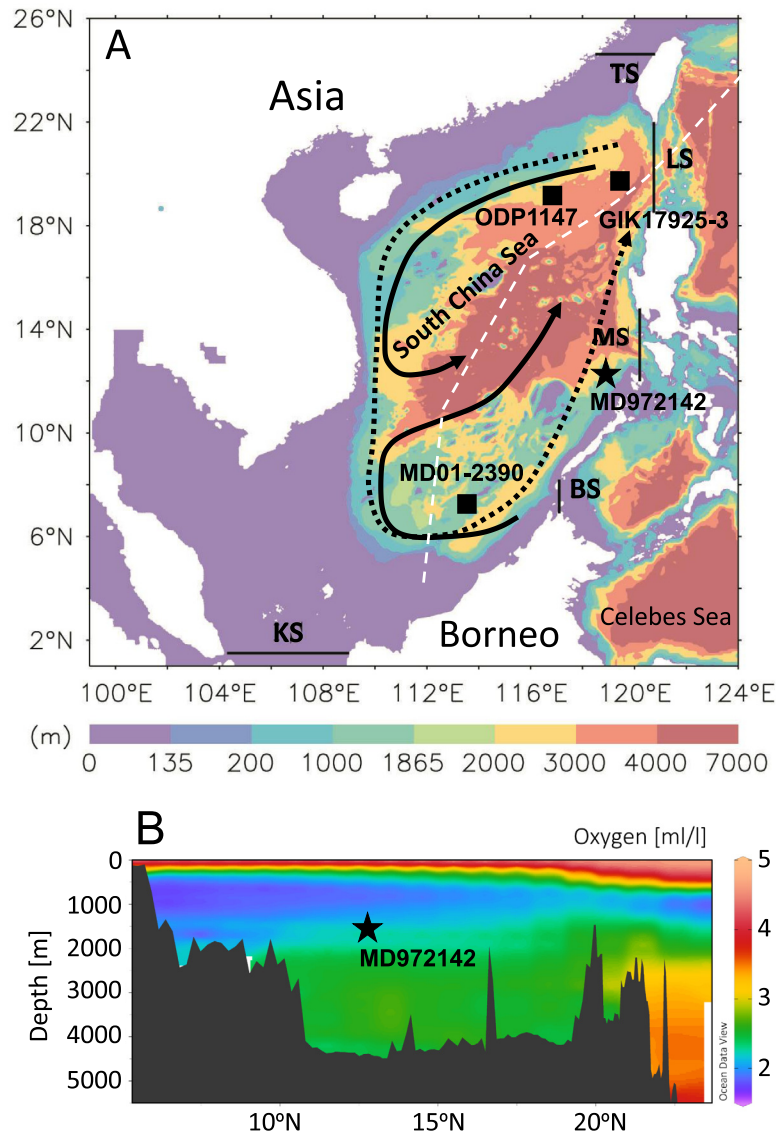 A
26°N
22°N
18°N
14°N
10°N
6°N
2°N
Asia
TS
LS
ODP1147
GIK17925-3
South China Sea
MS
MD972142
MD01-2390
BS
KS
Borneo
Celebes Sea
100°E 104°E 108°E 112°E 116°E 120°E 124°E
(m)
0 135 200 1000 1865 2000 3000 4000 7000
B
Oxygen [ml/l]
0
1000
2000
3000
4000
5000
Depth [m]
MD972142
5
4
3
2
Ocean Data View
10°N 15°N 20°N